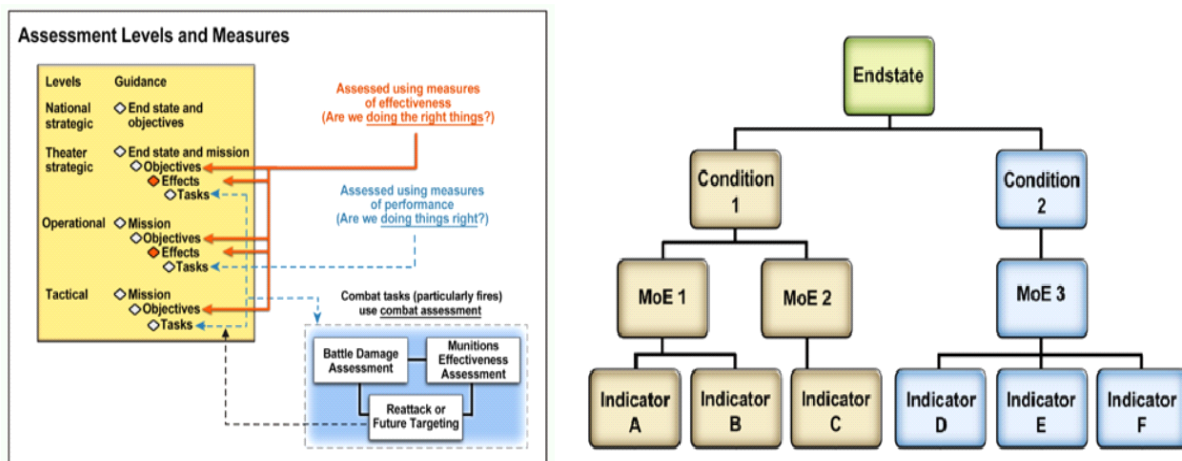 Assessment Levels and Measures
Levels Guidance
National strategic
End state and objectives
Theater strategic
End state and mission
Objectives
Effects
Tasks
Operational
Mission
Objectives
Effects
Tasks
Tactical
Mission
Objectives
Tasks
Assessed using measures
of effectiveness
(Are we doing the right things?)
Assessed using measures
of performance
(Are we doing things right?)
Combat tasks (particularly fires)
use combat assessment
Battle Damage
Assessment
Munitions
Effectiveness
Assessment
Reattack or
Future Targeting
Endstate
Condition
1
Condition
2
MoE 1
MoE 2
MoE 3
Indicator
A
Indicator
B
Indicator
C
Indicator
D
Indicator
E
Indicator
F